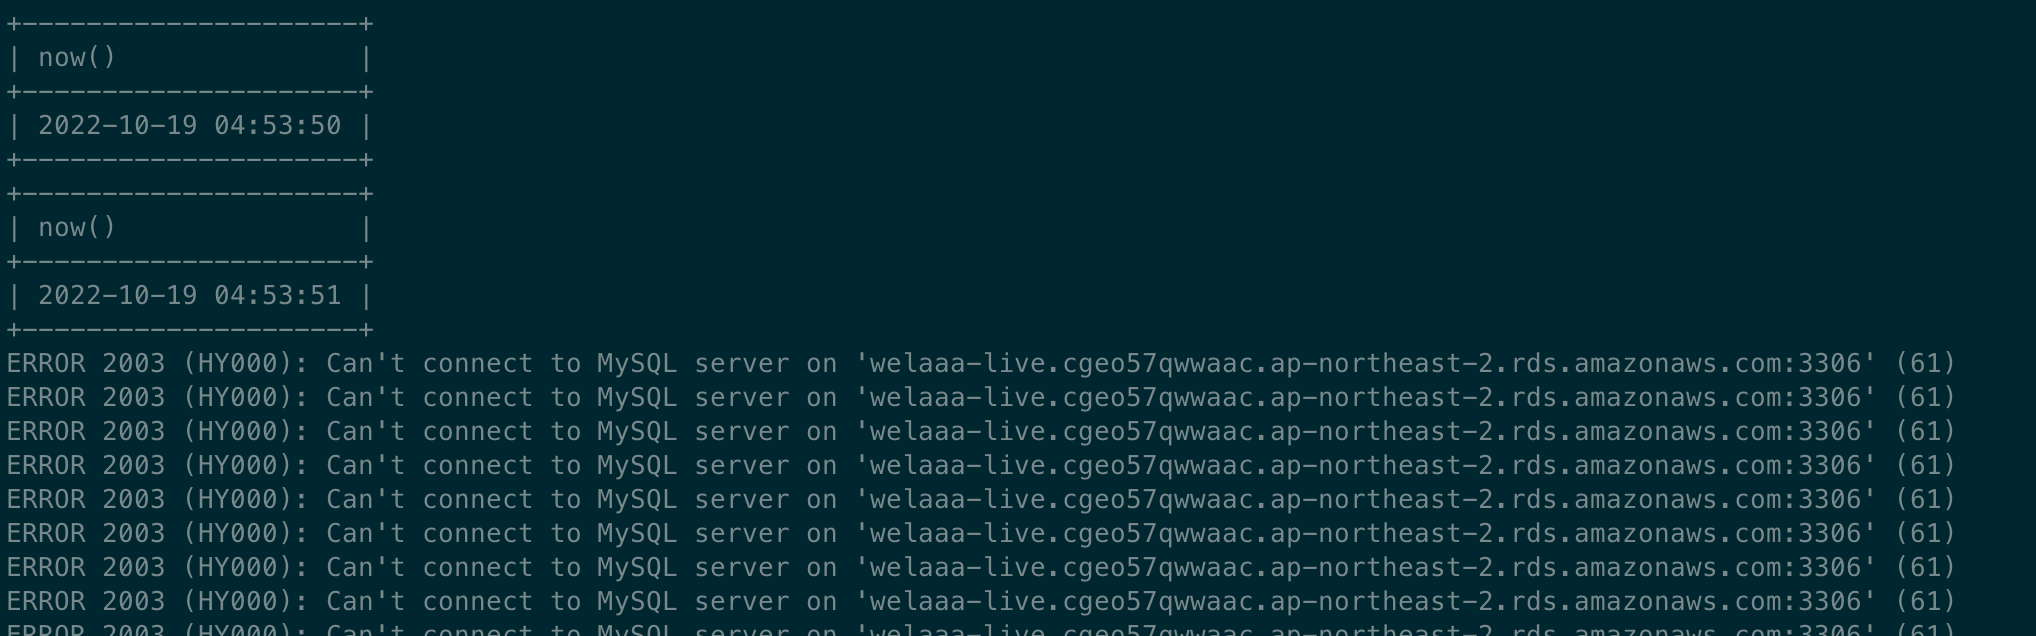 +---------------------+
| now()               |
+---------------------+
| 2022-10-19 04:53:50 |
+---------------------+
+---------------------+
| now()               |
+---------------------+
| 2022-10-19 04:53:51 |
+---------------------+
ERROR 2003 (HY000): Can't connect to MySQL server on 'welaaa-live.cgeo57qwwaac.ap-northeast-2.rds.amazonaws.com:3306' (61)
ERROR 2003 (HY000): Can't connect to MySQL server on 'welaaa-live.cgeo57qwwaac.ap-northeast-2.rds.amazonaws.com:3306' (61)
ERROR 2003 (HY000): Can't connect to MySQL server on 'welaaa-live.cgeo57qwwaac.ap-northeast-2.rds.amazonaws.com:3306' (61)
ERROR 2003 (HY000): Can't connect to MySQL server on 'welaaa-live.cgeo57qwwaac.ap-northeast-2.rds.amazonaws.com:3306' (61)
ERROR 2003 (HY000): Can't connect to MySQL server on 'welaaa-live.cgeo57qwwaac.ap-northeast-2.rds.amazonaws.com:3306' (61)
ERROR 2003 (HY000): Can't connect to MySQL server on 'welaaa-live.cgeo57qwwaac.ap-northeast-2.rds.amazonaws.com:3306' (61)
ERROR 2003 (HY000): Can't connect to MySQL server on 'welaaa-live.cgeo57qwwaac.ap-northeast-2.rds.amazonaws.com:3306' (61)
ERROR 2003 (HY000): Can't connect to MySQL server on 'welaaa-live.cgeo57qwwaac.ap-northeast-2.rds.amazonaws.com:3306' (61)
ERROR 2003 (HY000): Can't connect to MySQL server on 'welaaa-live.cgeo57qwwaac.ap-northeast-2.rds.amazonaws.com:3306' (61)